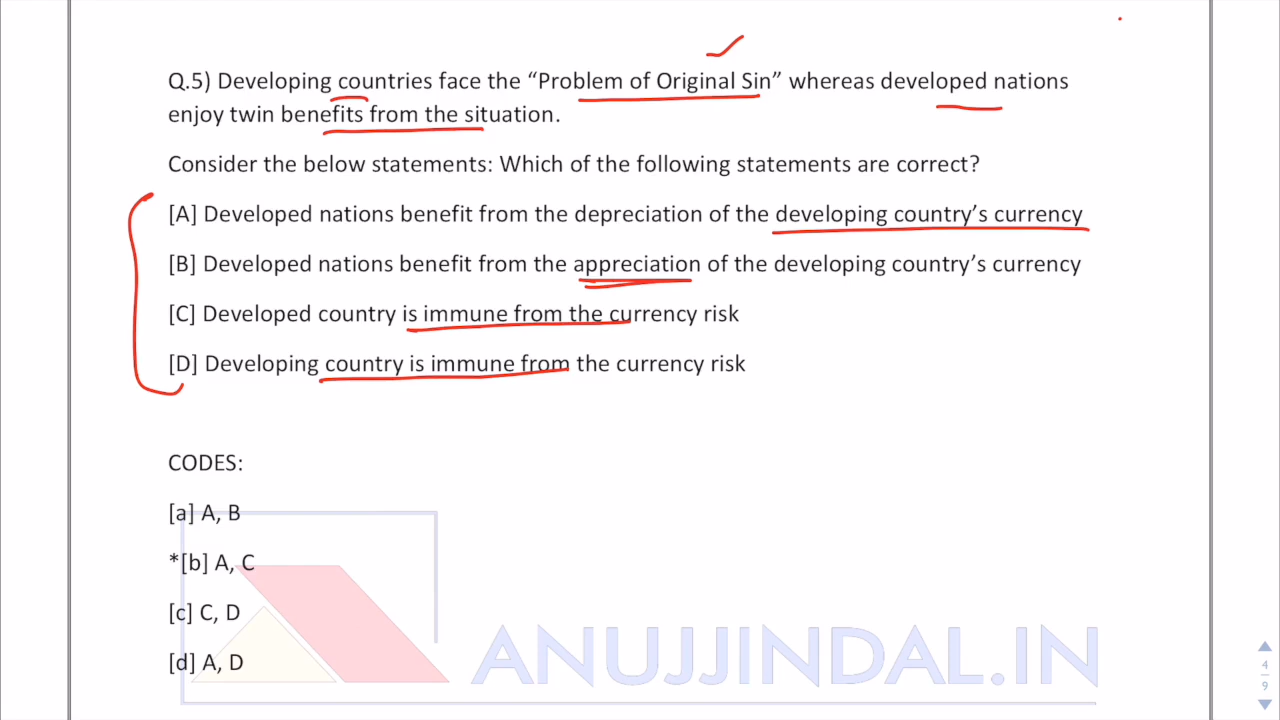 Q.5) Developing countries face the “Problem of Original Sin” whereas developed nations
enjoy twin benefits from the situation.
Consider the below statements: Which of the following statements are correct?
[A] Developed nations benefit from the depreciation of the developing country’s currency
[B] Developed nations benefit from the appreciation of the developing country’s currency
[C] Developed country is immune from the currency risk
[D] Developing country is immune from the currency risk
CODES:
[a] A, B
*[b] A, C
[c] C, D
[d] A, D
ANUJJINDAL.IN
4
9